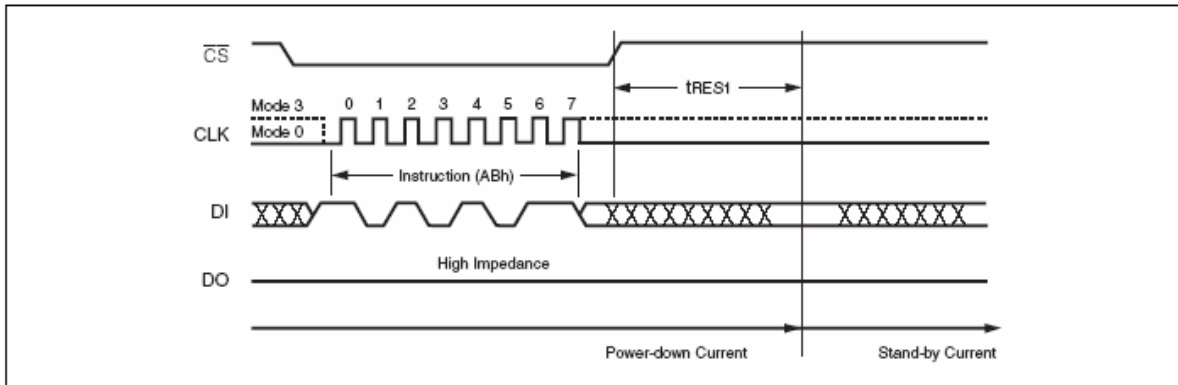 CS
tRES1
Mode 3 0 1 2 3 4 5 6 7
CLK
Mode 0
Instruction (ABh)
DI
High Impedance
DO
Power-down Current Stand-by Current